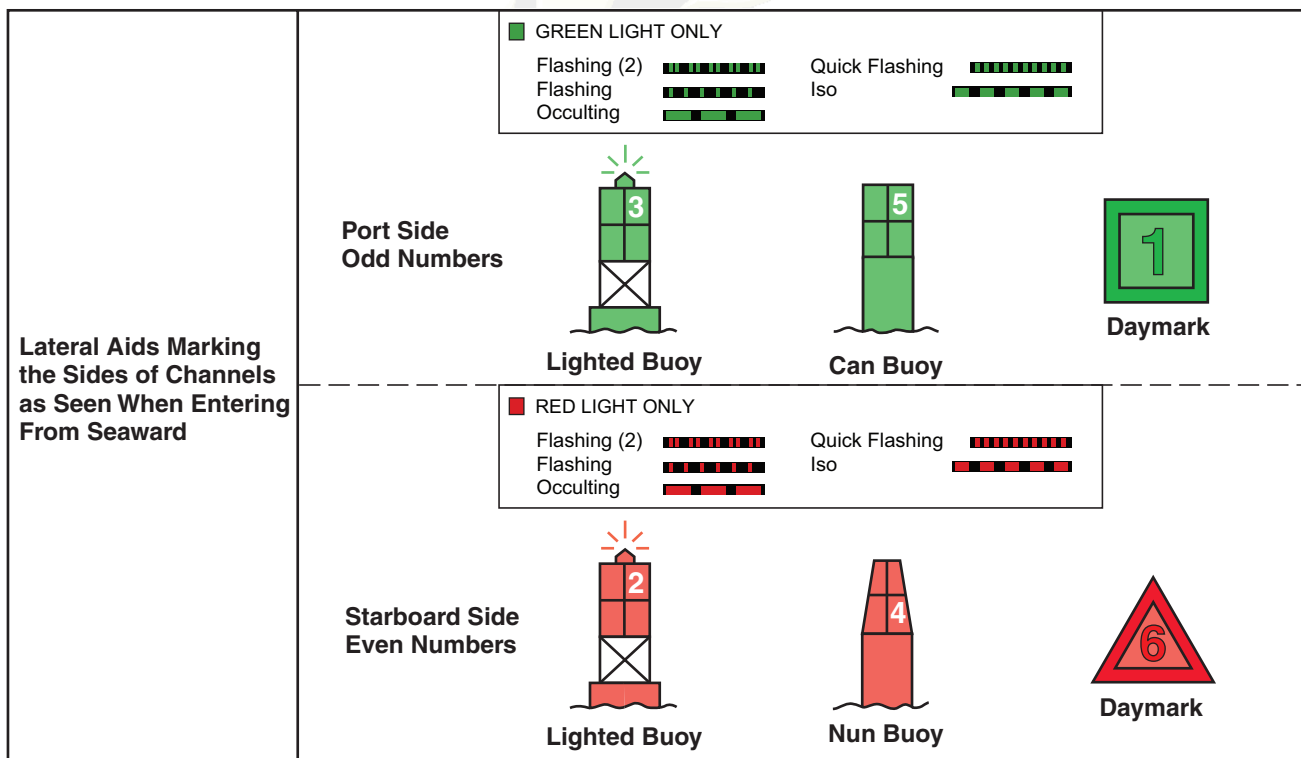 GREEN LIGHT ONLY
Flashing (2)
Quick Flashing
Flashing
Iso
Occulting
3
5
1
Port Side
Odd Numbers
Lighted Buoy
Can Buoy
Daymark
Lateral Aids Marking
the Sides of Channels
as Seen When Entering
From Seaward
RED LIGHT ONLY
Flashing (2)
Quick Flashing
Flashing
Iso
Occulting
2
4
6
Starboard Side
Even Numbers
Lighted Buoy
Nun Buoy
Daymark